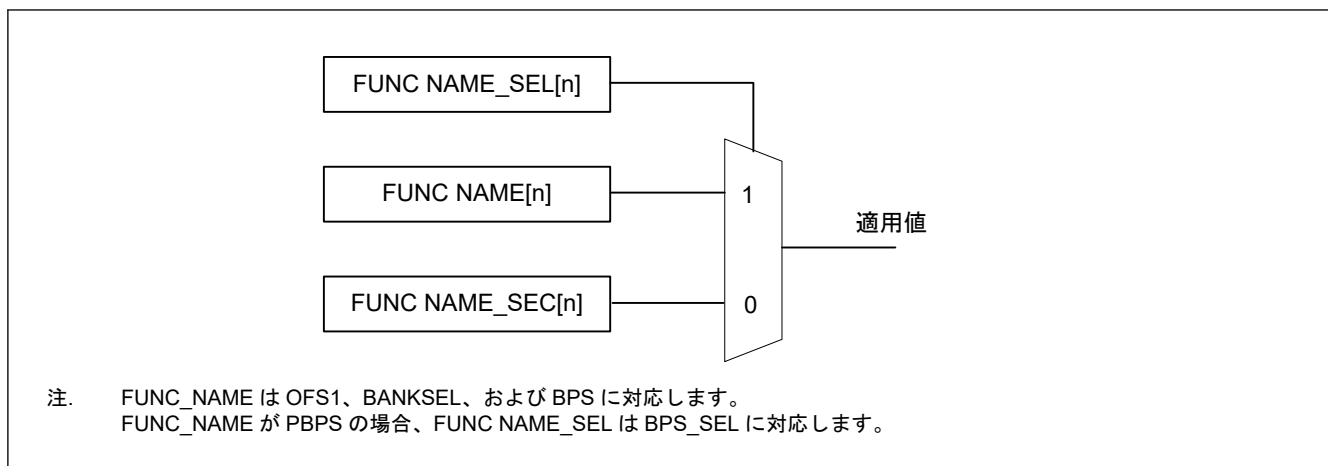 FUNC NAME_SEL[n]
FUNC NAME[n]
1
適用値
FUNC NAME_SEC[n]
0
注. FUNC_NAME は OFS1、BANKSEL、および BPS に対応します。
FUNC_NAME が PBPS の場合、FUNC NAME_SEL は BPS_SEL に対応します。